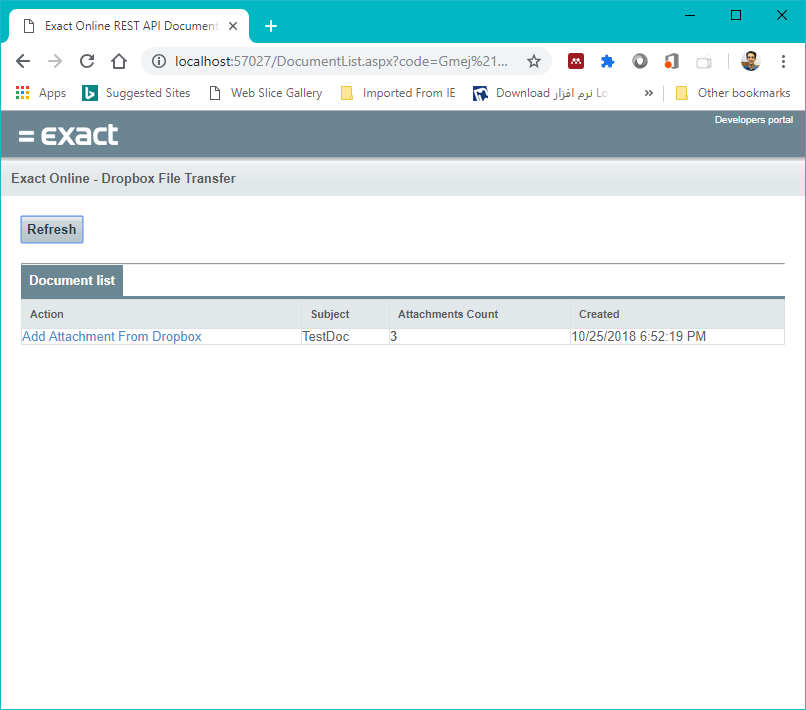 Exact Online REST API Document
localhost:57027/DocumentList.aspx?code=Gmej%21...
Apps Suggested Sites Web Slice Gallery Imported From IE Download نرم افزار Lo » Other bookmarks
= exact
Developers portal
Exact Online - Dropbox File Transfer
Refresh
Document list
Action Subject Attachments Count Created
Add Attachment From Dropbox TestDoc 3 10/25/2018 6:52:19 PM